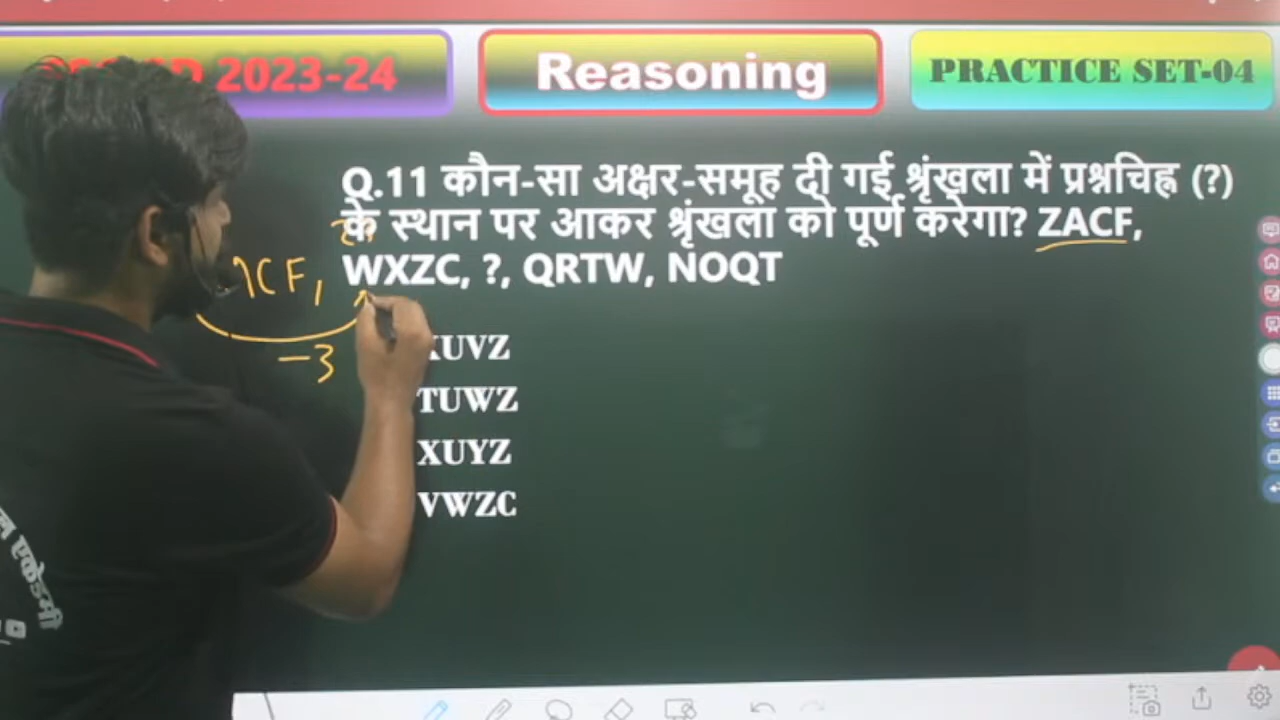 2023-24
Reasoning
PRACTICE SET-04
Q.11 कौन-सा अक्षर-समूह दी गई श्रृंखला में प्रश्नचिह्न (?)
के स्थान पर आकर श्रृंखला को पूर्ण करेगा? ZACF,
WXZC, ?, QRTW, NOQT
CF,
-3
UVZ
TUWZ
XUYZ
VWZC